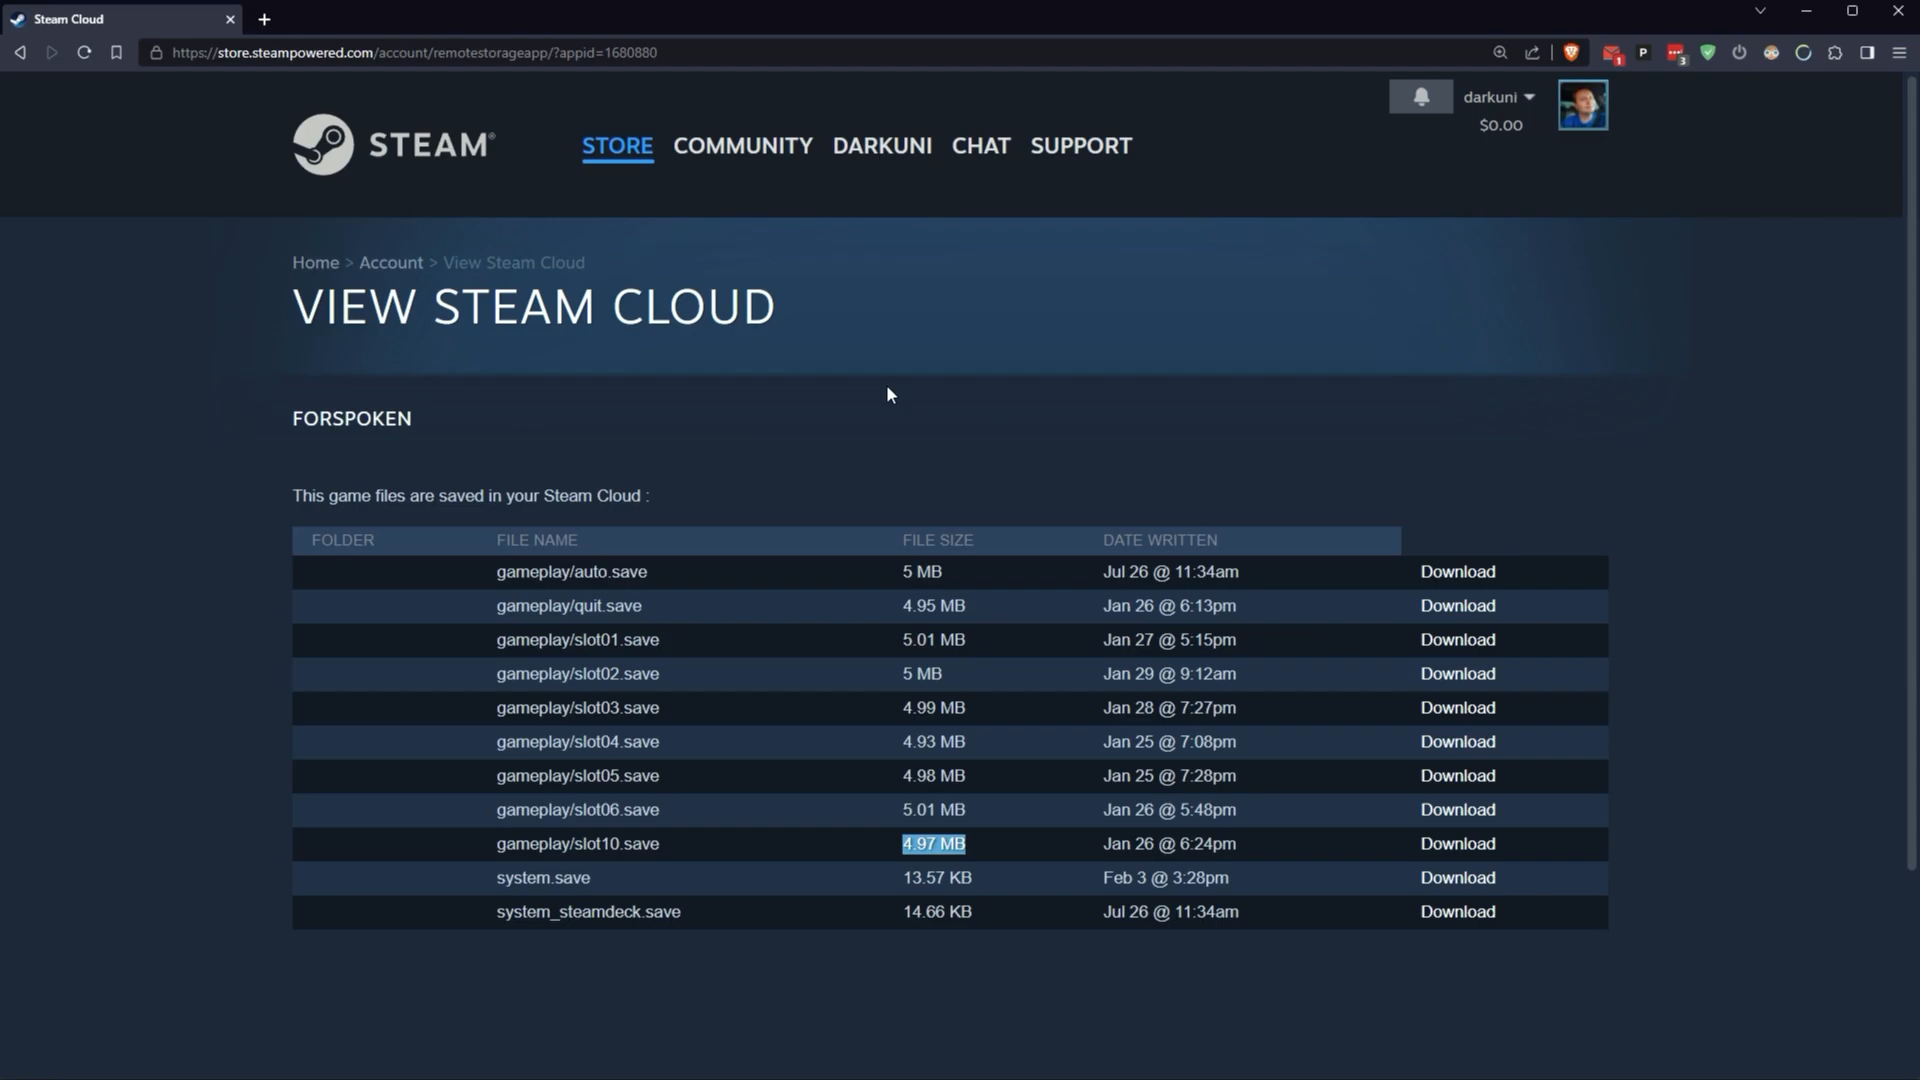 Steam Cloud
https://store.steampowered.com/account/remotestorageapp/?appid=1680880
1
P
3
darkuni
$0.00
STEAM®
STORE COMMUNITY DARKUNI CHAT SUPPORT
Home > Account > View Steam Cloud
VIEW STEAM CLOUD
FORSPOKEN
This game files are saved in your Steam Cloud :
FOLDER FILE NAME FILE SIZE DATE WRITTEN
gameplay/auto.save 5 MB Jul 26 @ 11:34am Download
gameplay/quit.save 4.95 MB Jan 26 @ 6:13pm Download
gameplay/slot01.save 5.01 MB Jan 27 @ 5:15pm Download
gameplay/slot02.save 5 MB Jan 29 @ 9:12am Download
gameplay/slot03.save 4.99 MB Jan 28 @ 7:27pm Download
gameplay/slot04.save 4.93 MB Jan 25 @ 7:08pm Download
gameplay/slot05.save 4.98 MB Jan 25 @ 7:28pm Download
gameplay/slot06.save 5.01 MB Jan 26 @ 5:48pm Download
gameplay/slot10.save 4.97 MB Jan 26 @ 6:24pm Download
system.save 13.57 KB Feb 3 @ 3:28pm Download
system_steamdeck.save 14.66 KB Jul 26 @ 11:34am Download